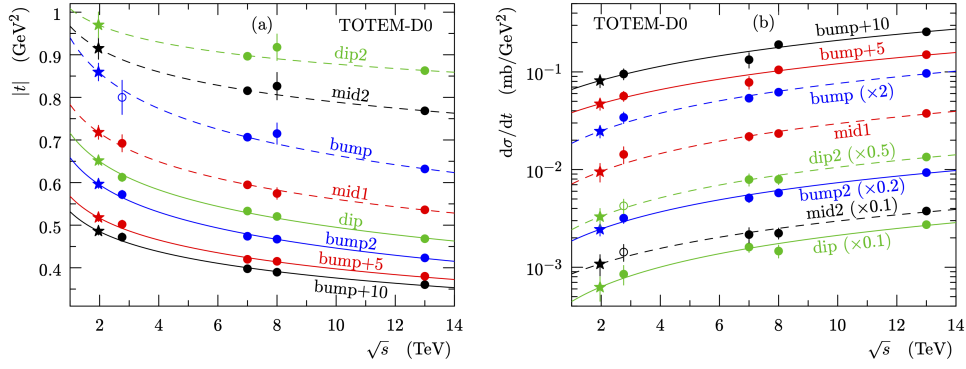 TOTEM-D0
(a)
|t| (GeV²)
1
0.9
0.8
0.7
0.6
0.5
0.4
dip2
mid2
bump
mid1
dip
bump2
bump+5
bump+10
2 4 6 8 10 12 14
√s (TeV)
TOTEM-D0
(b)
dσ/dt (mb/GeV²)
10⁻¹
10⁻²
10⁻³
bump+10
bump+5
bump (×2)
mid1
dip2 (×0.5)
bump2 (×0.2)
mid2 (×0.1)
dip (×0.1)
2 4 6 8 10 12 14
√s (TeV)